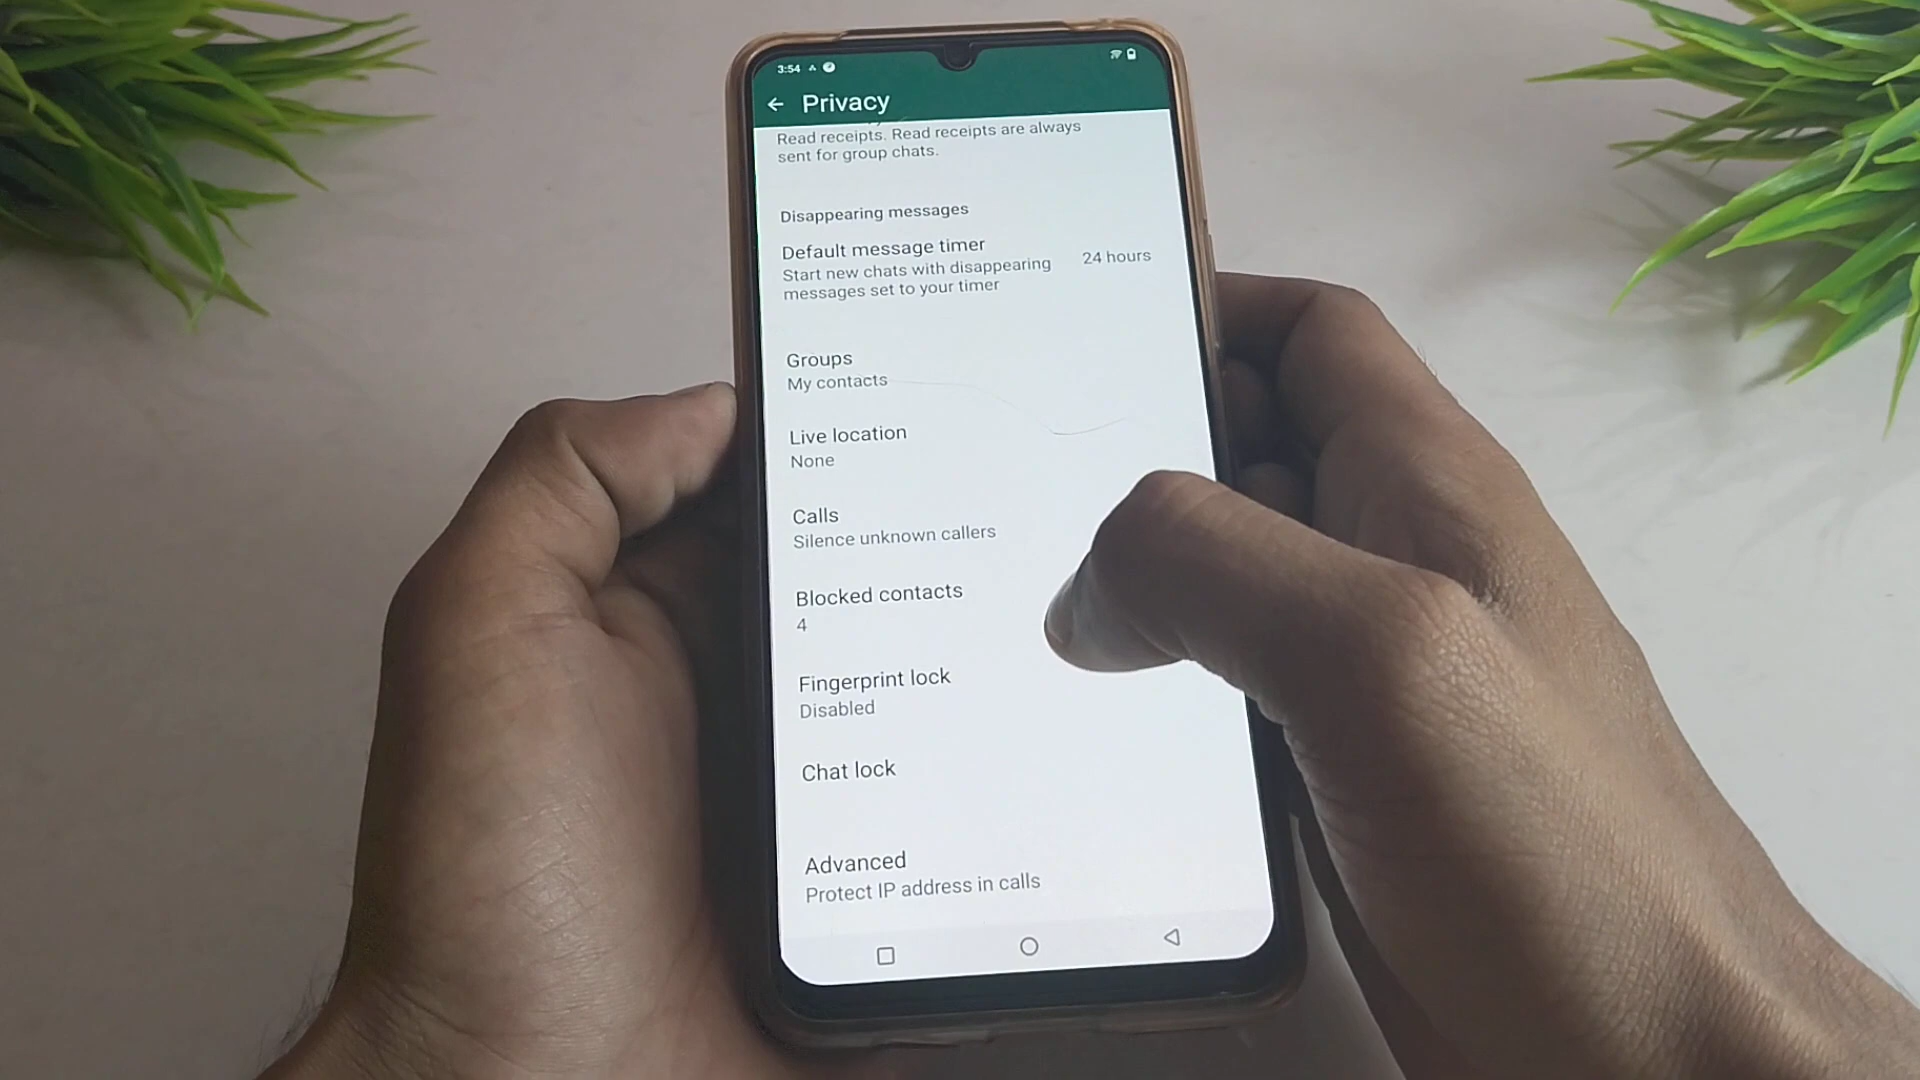 3:54
Privacy
Read receipts. Read receipts are always
sent for group chats.
Disappearing messages
Default message timer
Start new chats with disappearing
messages set to your timer
24 hours
Groups
My contacts
Live location
None
Calls
Silence unknown callers
Blocked contacts
4
Fingerprint lock
Disabled
Chat lock
Advanced
Protect IP address in calls